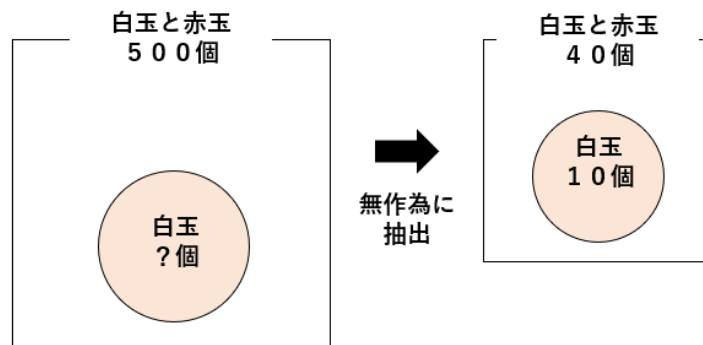 白玉と赤玉
５００個
白玉
？個
無作為に
抽出
白玉と赤玉
４０個
白玉
１０個